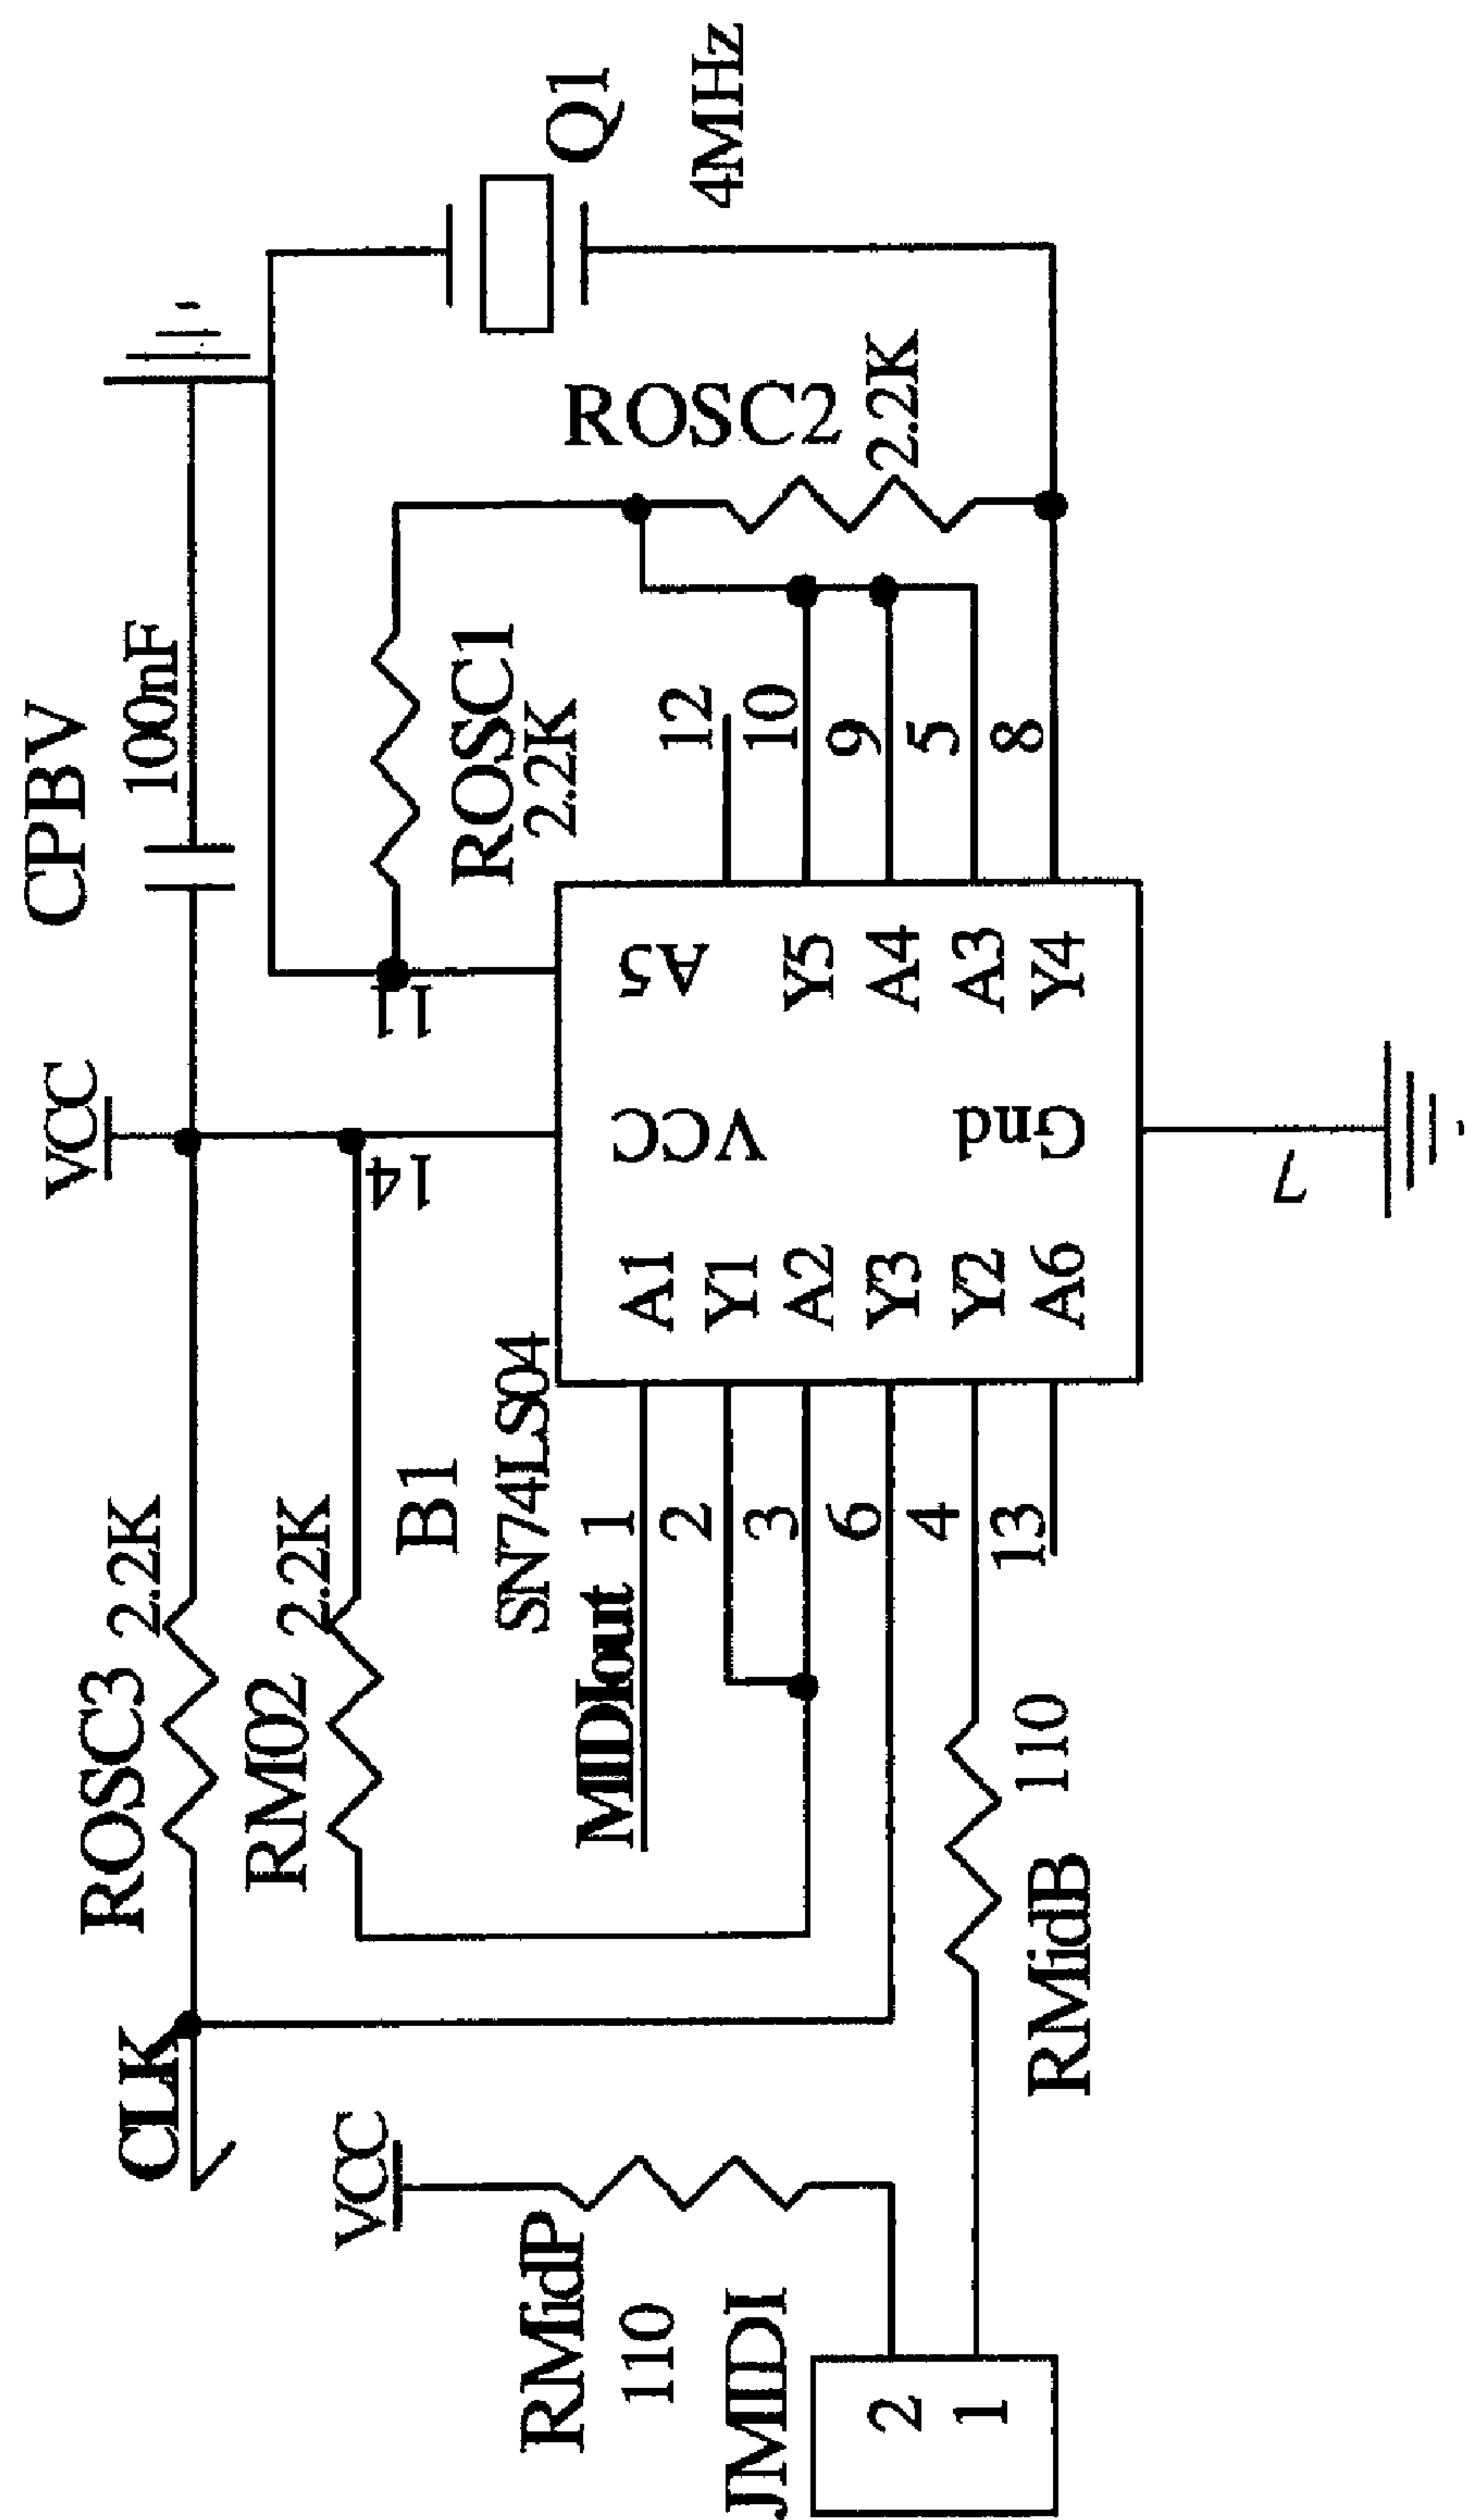 CPBV
100nF
VCC
ROSC3
2.2K
CLK
RM02
2.2K
14
11
ROSC1
2.2K
Q1
4MHz
ROSC2
2.2K
B1
SN74LS04
VCC
RMidP
110
JMIDI
2
1
MIDIout
1
2
3
6
4
13
A1
Y1
A2
Y3
Y2
A6
VCC
Gnd
A5
Y5
A4
A3
Y4
12
10
9
5
8
7
RMidB
110